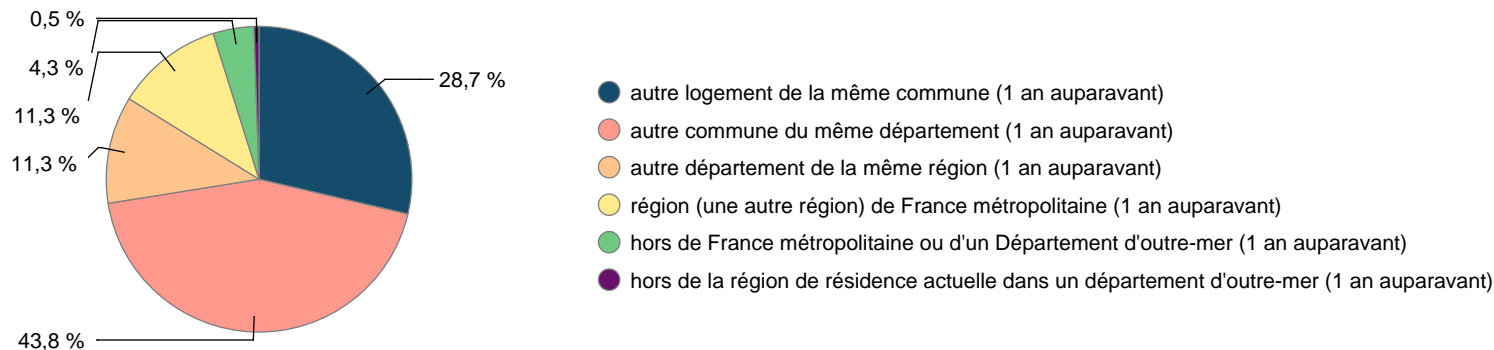 0,5 %
4,3 %
11,3 %
11,3 %
43,8 %
28,7 %
autre logement de la même commune (1 an auparavant)
autre commune du même département (1 an auparavant)
autre département de la même région (1 an auparavant)
région (une autre région) de France métropolitaine (1 an auparavant)
hors de France métropolitaine ou d'un Département d'outre-mer (1 an auparavant)
hors de la région de résidence actuelle dans un département d'outre-mer (1 an auparavant)